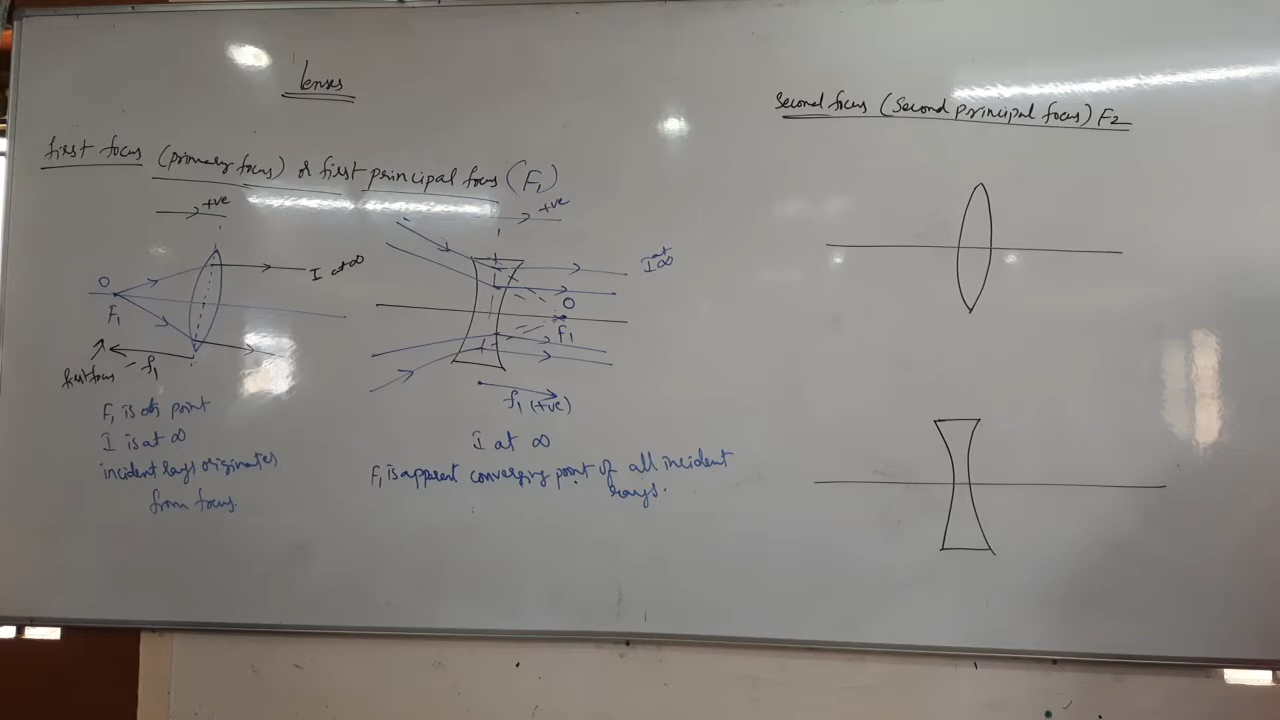 Lenses
first focus (primary focus) or first principal focus (F₁)
+ve
O
F₁
I at ∞
first focus
-f₁
F₁ is obj point
I is at ∞
incident rays originates
from focus.
+ve
I at ∞
O
F₁
f₁ (+ve)
I at ∞
F₁ is apparent converging point of all incident
rays.
Second focus (Second principal focus) F₂